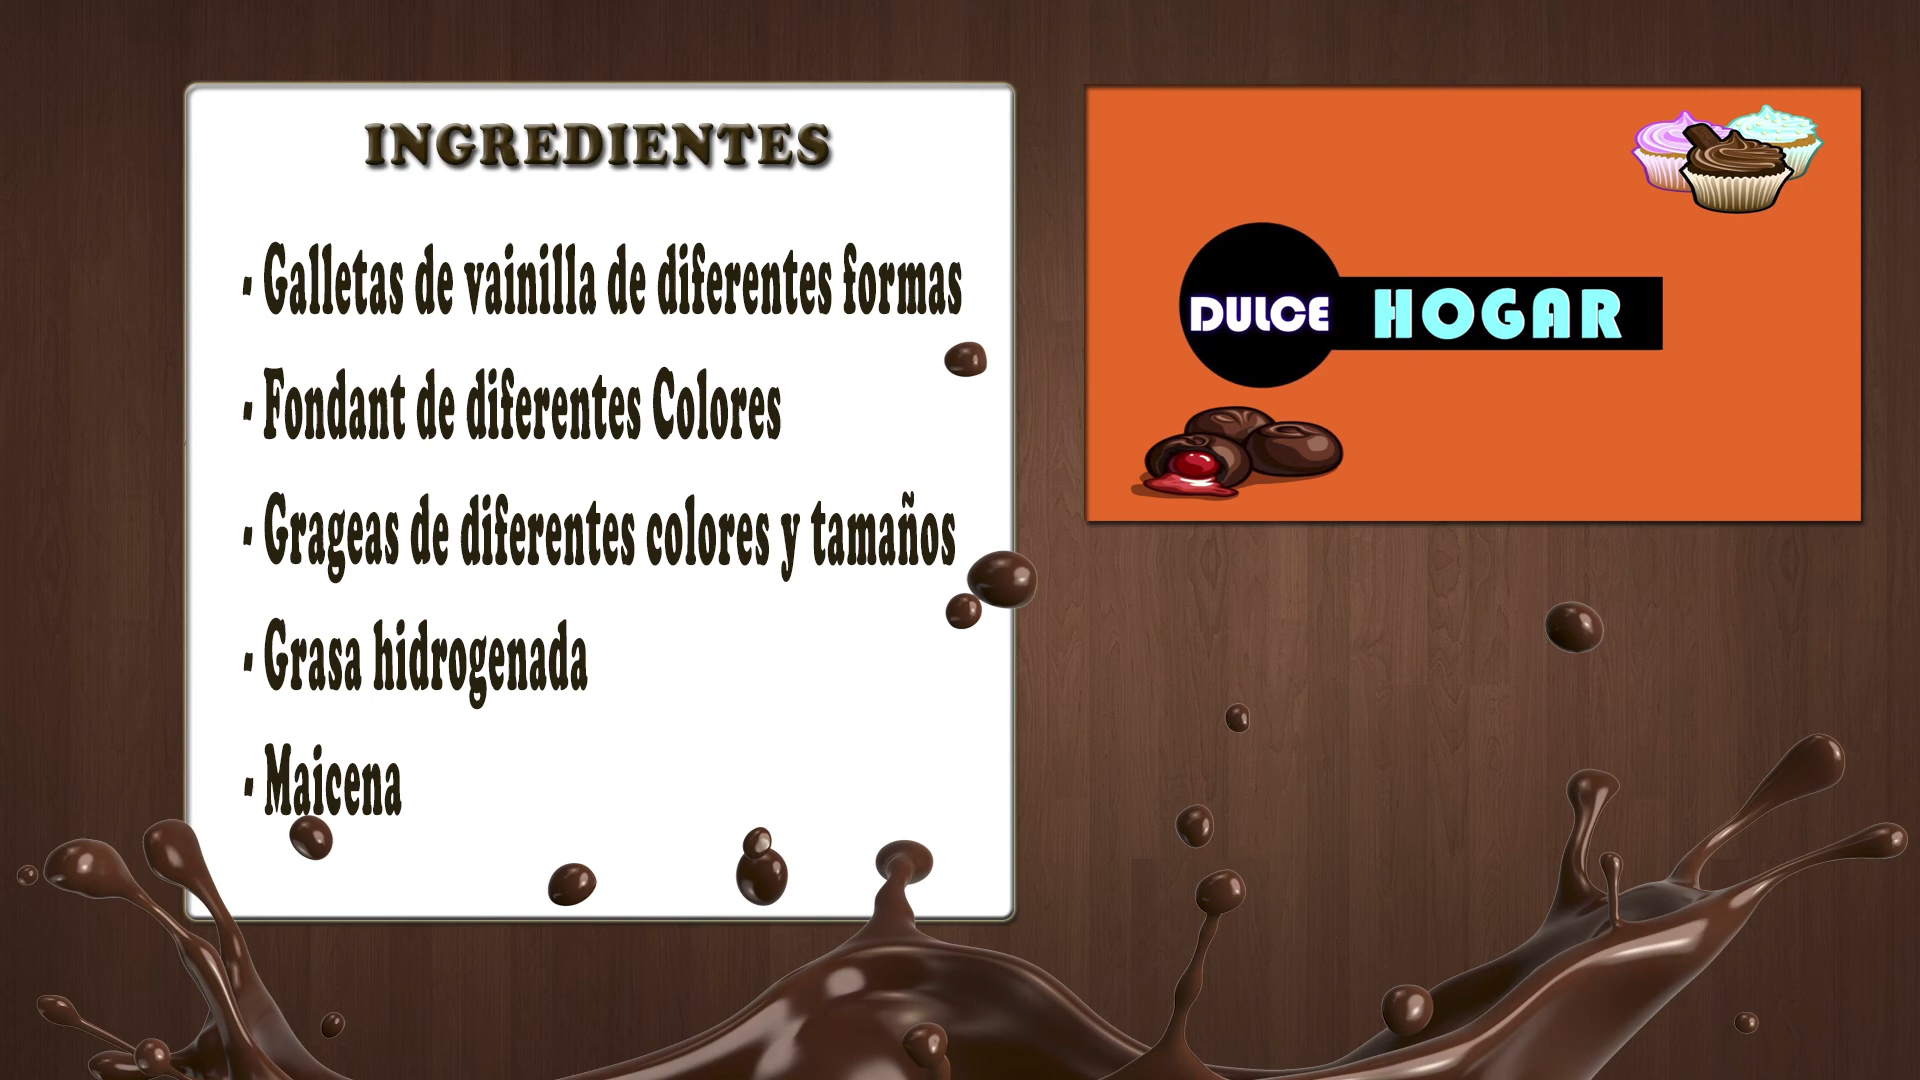 INGREDIENTES
- Galletas de vainilla de diferentes formas
- Fondant de diferentes Colores
- Grageas de diferentes colores y tamaños
- Grasa hidrogenada
- Maicena
DULCE HOGAR